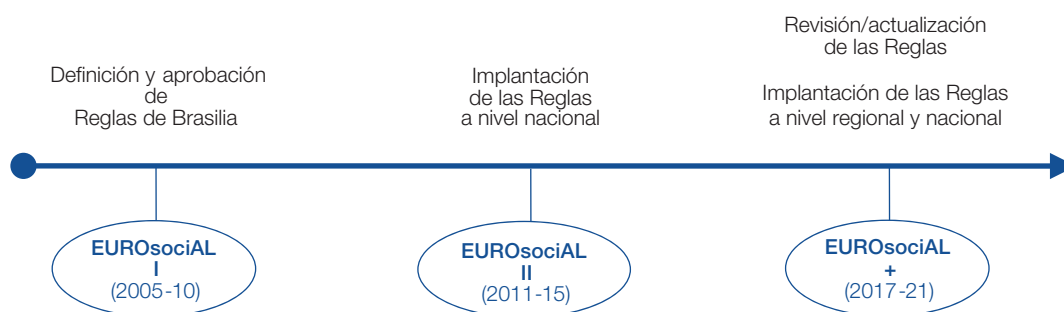 Definición y aprobación
de
Reglas de Brasilia
Implantación
de las Reglas
a nivel nacional
Revisión/actualización
de las Reglas
Implantación de las Reglas
a nivel regional y nacional
EUROsociAL
I
(2005-10)
EUROsociAL
II
(2011-15)
EUROsociAL
+
(2017-21)